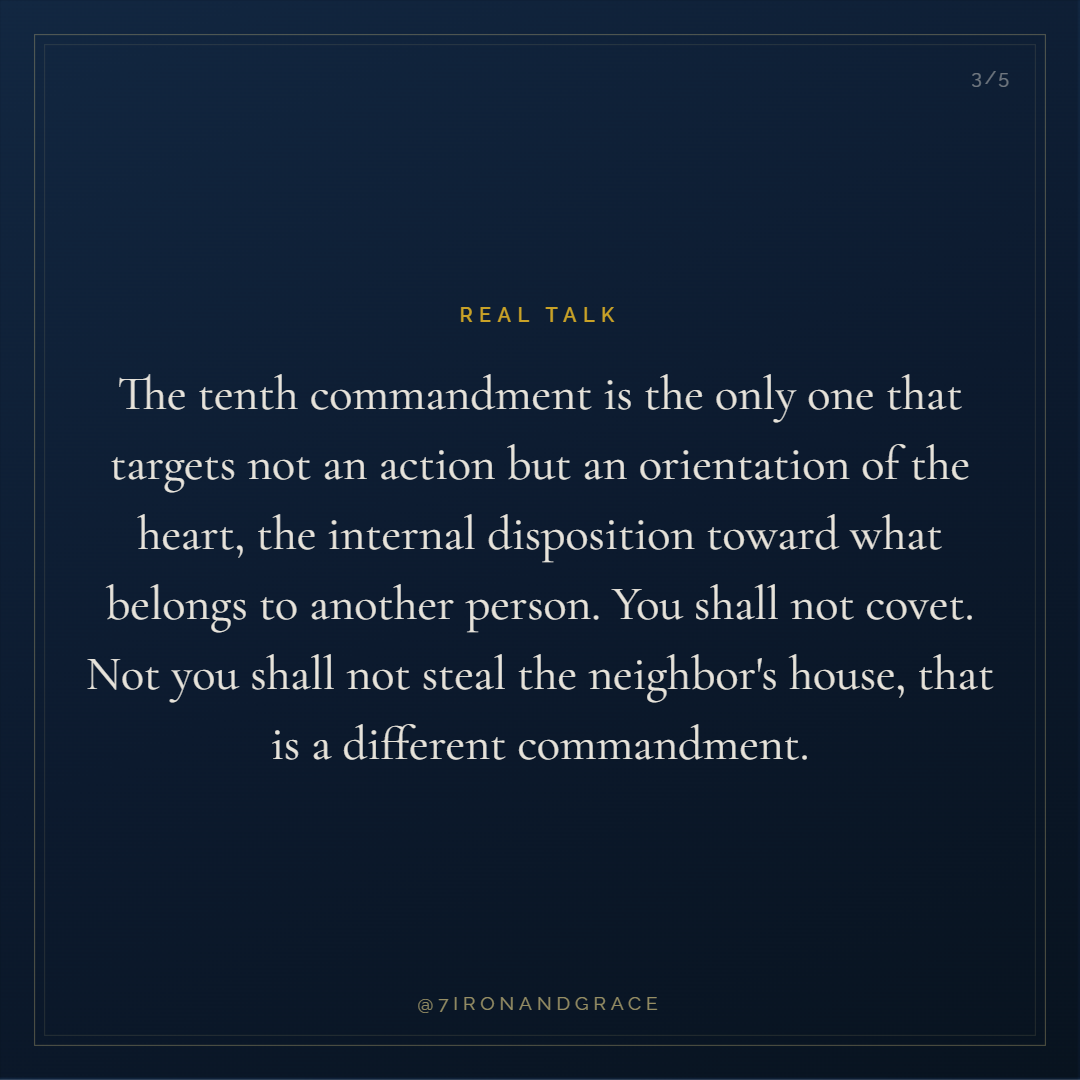 3/5
REAL TALK
The tenth commandment is the only one that
targets not an action but an orientation of the
heart, the internal disposition toward what
belongs to another person. You shall not covet.
Not you shall not steal the neighbor's house, that
is a different commandment.
@7IRONANDGRACE